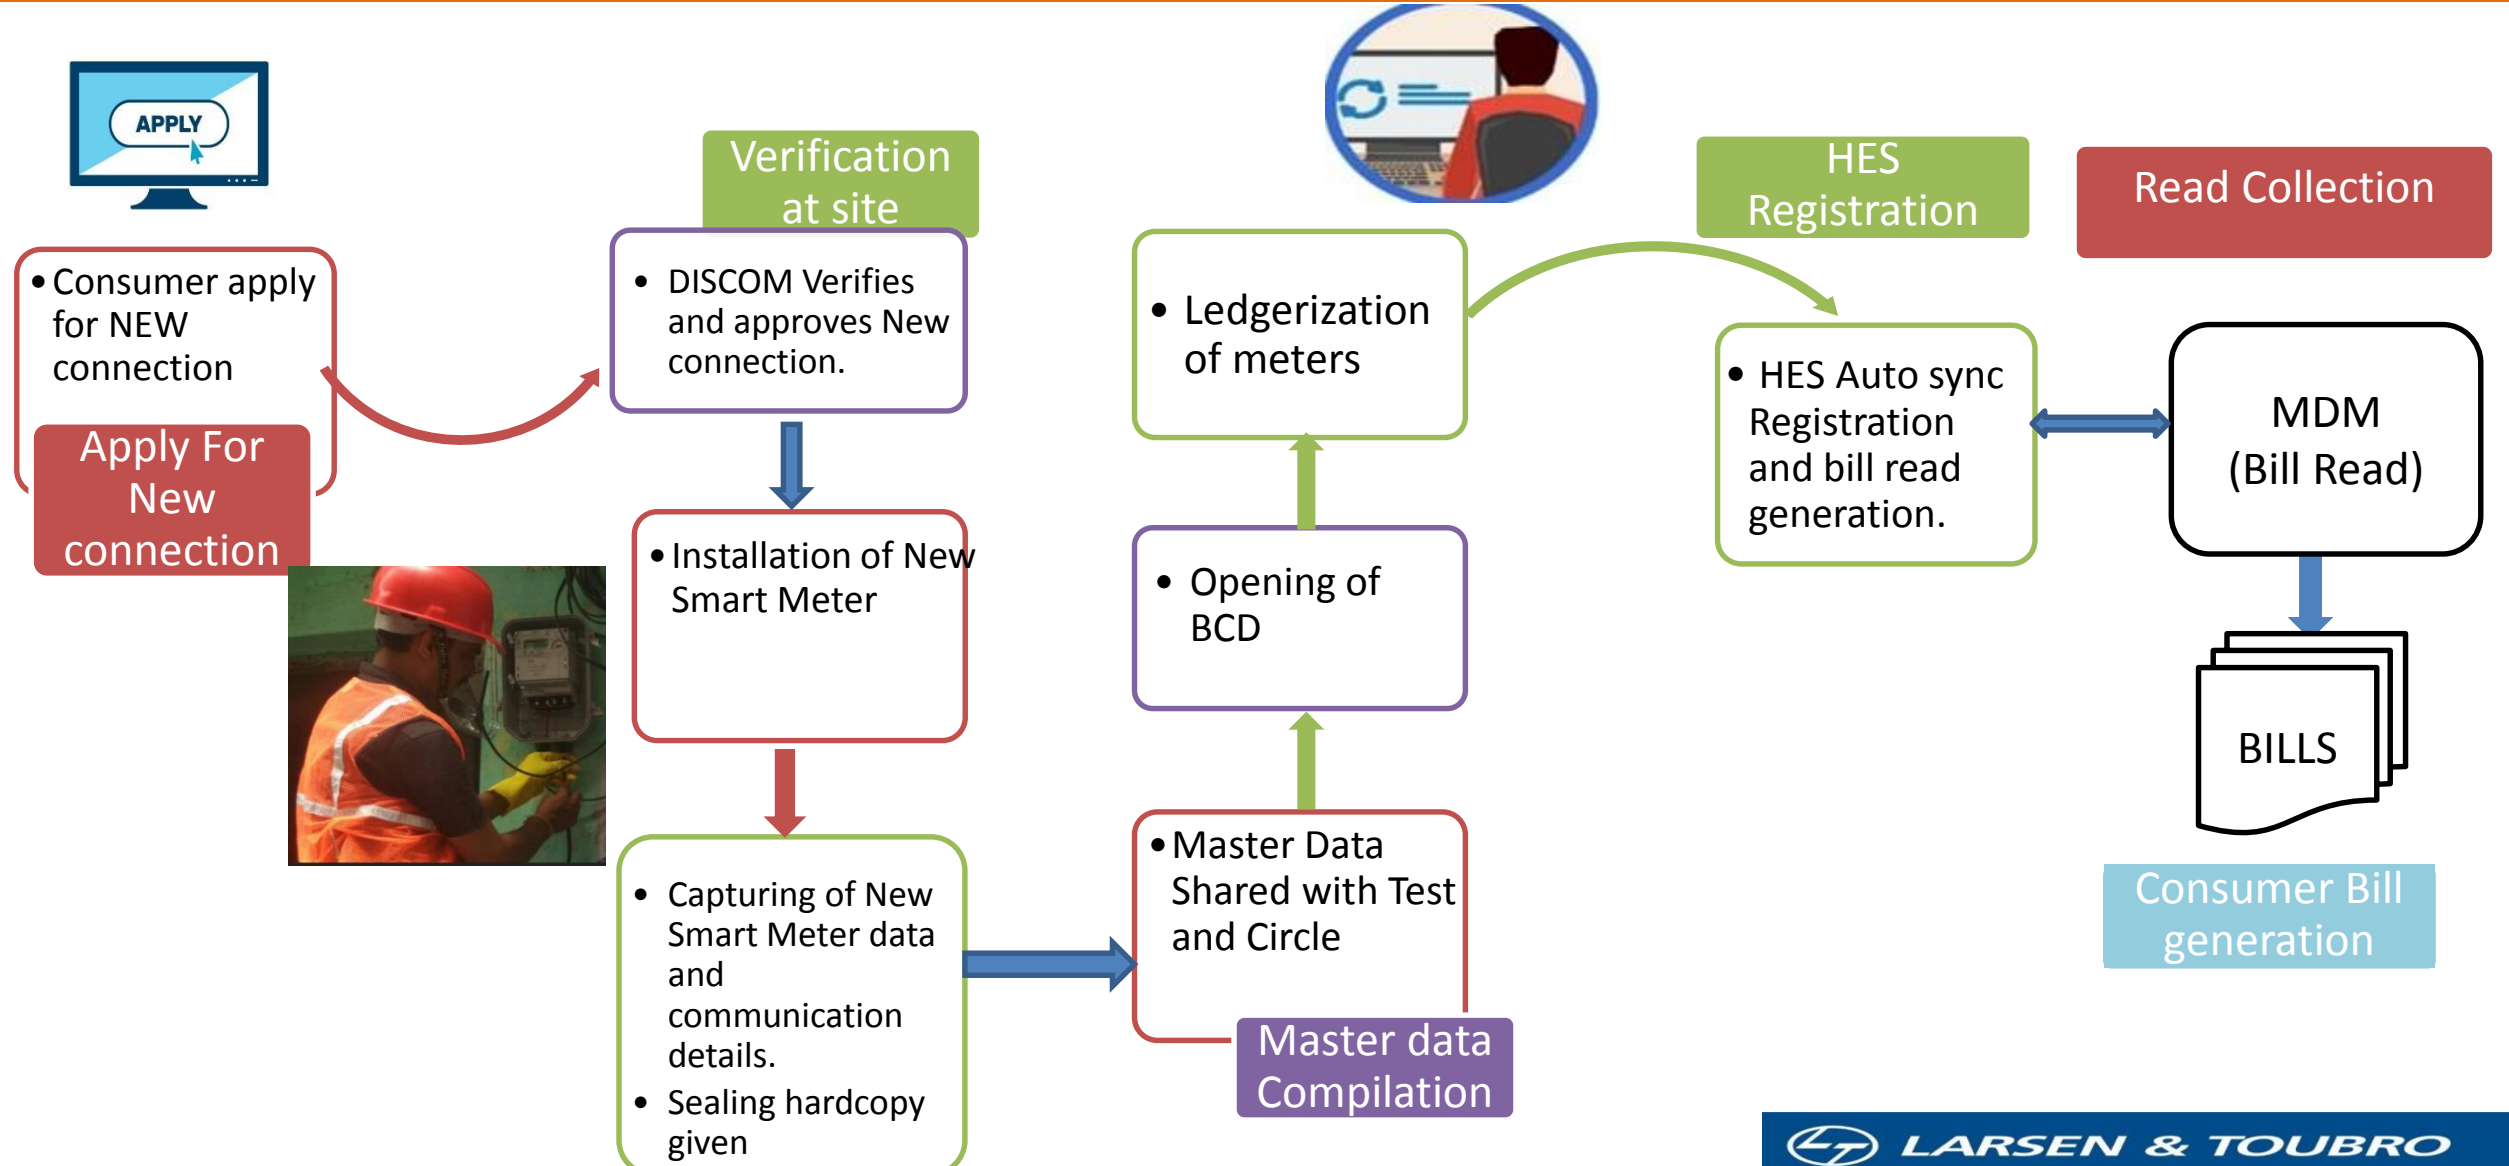 APPLY
• Consumer apply
for NEW
connection
Apply For
New
connection
Verification
at site
• DISCOM Verifies
and approves New
connection.
• Installation of New
Smart Meter
• Capturing of New
Smart Meter data
and
communication
details.
• Sealing hardcopy
given
• Master Data
Shared with Test
and Circle
Master data
Compilation
• Opening of
BCD
• Ledgerization
of meters
HES
Registration
• HES Auto sync
Registration
and bill read
generation.
Read Collection
MDM
(Bill Read)
BILLS
Consumer Bill
generation
LARSEN & TOUBRO